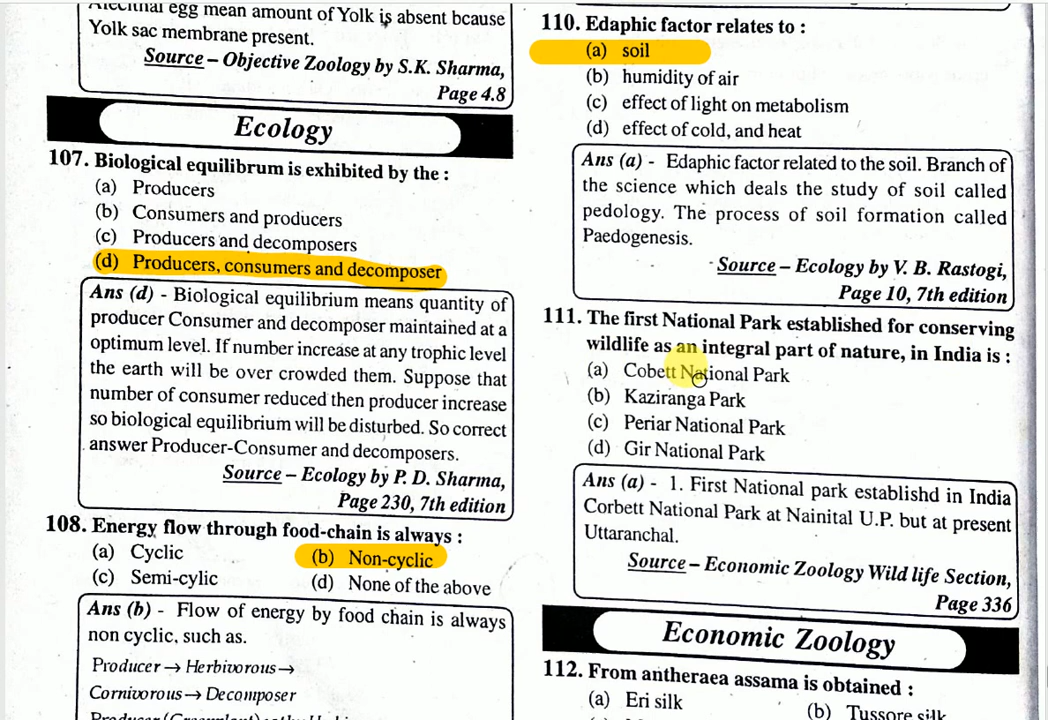 Alecithal egg mean amount of Yolk is absent bcause
Yolk sac membrane present.
Source – Objective Zoology by S.K. Sharma,
Page 4.8
Ecology
107. Biological equilibrum is exhibited by the :
(a) Producers
(b) Consumers and producers
(c) Producers and decomposers
(d) Producers, consumers and decomposer
Ans (d) - Biological equilibrium means quantity of
producer Consumer and decomposer maintained at a
optimum level. If number increase at any trophic level
the earth will be over crowded them. Suppose that
number of consumer reduced then producer increase
so biological equilibrium will be disturbed. So correct
answer Producer-Consumer and decomposers.
Source – Ecology by P. D. Sharma,
Page 230, 7th edition
108. Energy flow through food-chain is always :
(a) Cyclic (b) Non-cyclic
(c) Semi-cylic (d) None of the above
Ans (b) - Flow of energy by food chain is always
non cyclic, such as.
Producer → Herbivorous →
Cornivorous → Decomposer
110. Edaphic factor relates to :
(a) soil
(b) humidity of air
(c) effect of light on metabolism
(d) effect of cold, and heat
Ans (a) - Edaphic factor related to the soil. Branch of
the science which deals the study of soil called
pedology. The process of soil formation called
Paedogenesis.
Source – Ecology by V. B. Rastogi,
Page 10, 7th edition
111. The first National Park established for conserving
wildlife as an integral part of nature, in India is :
(a) Cobett National Park
(b) Kaziranga Park
(c) Periar National Park
(d) Gir National Park
Ans (a) - 1. First National park establishd in India
Corbett National Park at Nainital U.P. but at present
Uttaranchal.
Source – Economic Zoology Wild life Section,
Page 336
Economic Zoology
112. From antheraea assama is obtained :
(a) Eri silk (b) Tussore silk